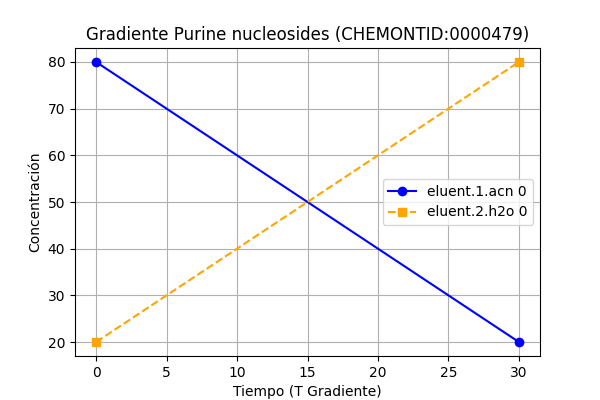 Gradiente Purine nucleosides (CHEMONTID:0000479)
80
70
60
50
40
30
20
Concentración
eluent.1.acn 0
eluent.2.h2o 0
0 5 10 15 20 25 30
Tiempo (T Gradiente)